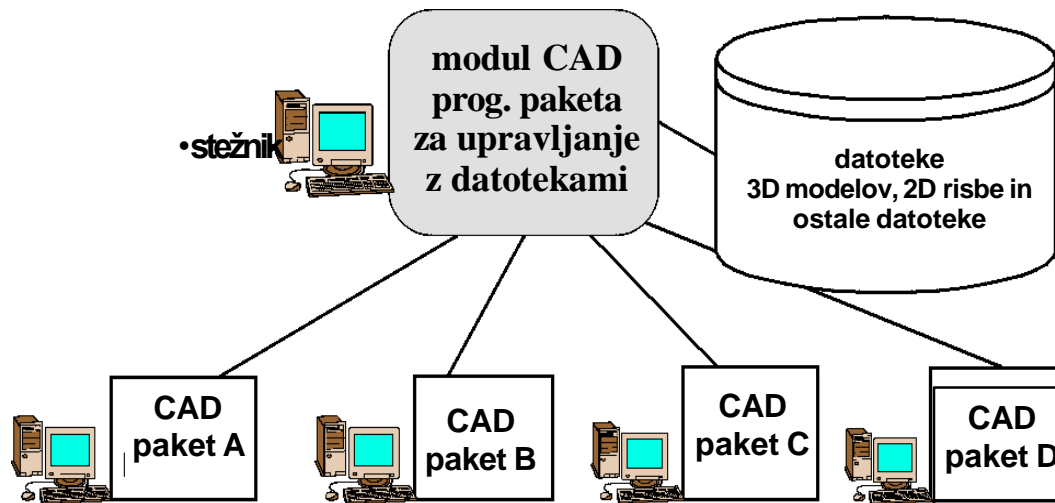 modul CAD
prog. paketa
za upravljanje
z datotekami
•stežnik
datoteke
3D modelov, 2D risbe in
ostale datoteke
CAD
paket A
CAD
paket B
CAD
paket C
CAD
paket D